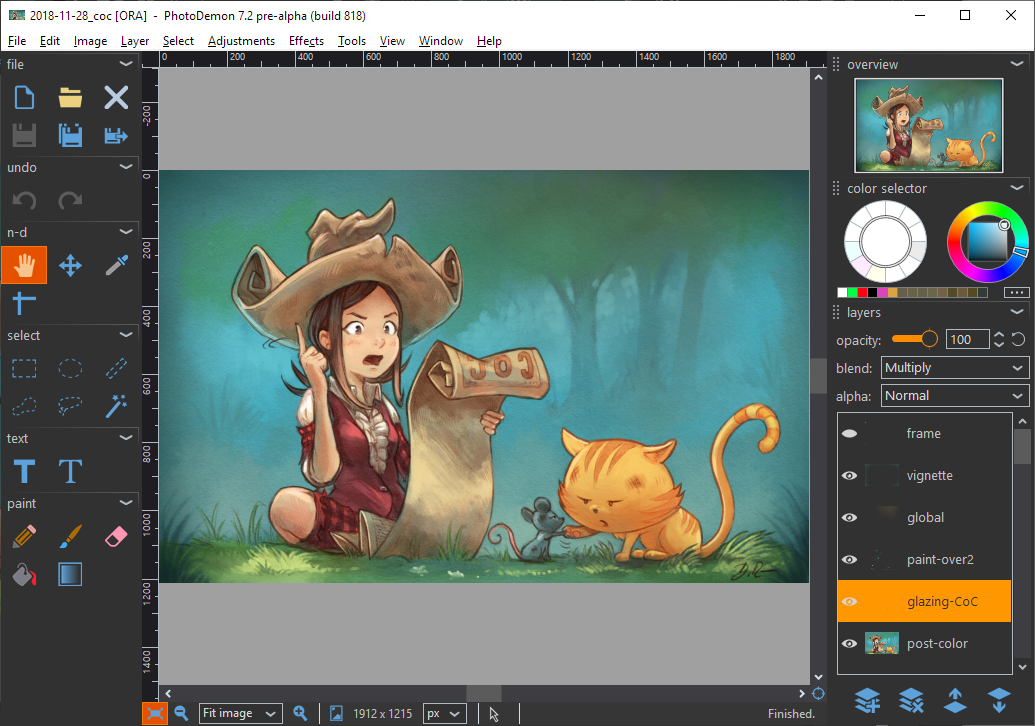 2018-11-28_coc [ORA] - PhotoDemon 7.2 pre-alpha (build 818)
File Edit Image Layer Select Adjustments Effects Tools View Window Help
file
undo
n-d
select
text
T T
paint
0 200 400 600 800 1000 1200 1400 1600 1800
-200
0
200
400
600
800
1000
1200
1400
overview
color selector
layers
opacity: 100
blend: Multiply
alpha: Normal
frame
vignette
global
paint-over2
glazing-CoC
post-color
Fit image
1912 x 1215
px
Finished.